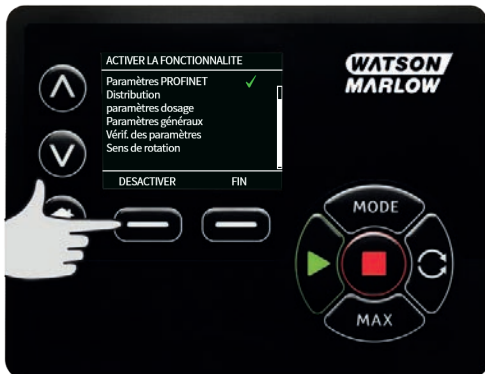 ACTIVER LA FONCTIONNALITE
Paramètres PROFINET ✓
Distribution
paramètres dosage
Paramètres généraux
Vérif. des paramètres
Sens de rotation
DESACTIVER FIN
WATSON
MARLOW
MODE
MAX